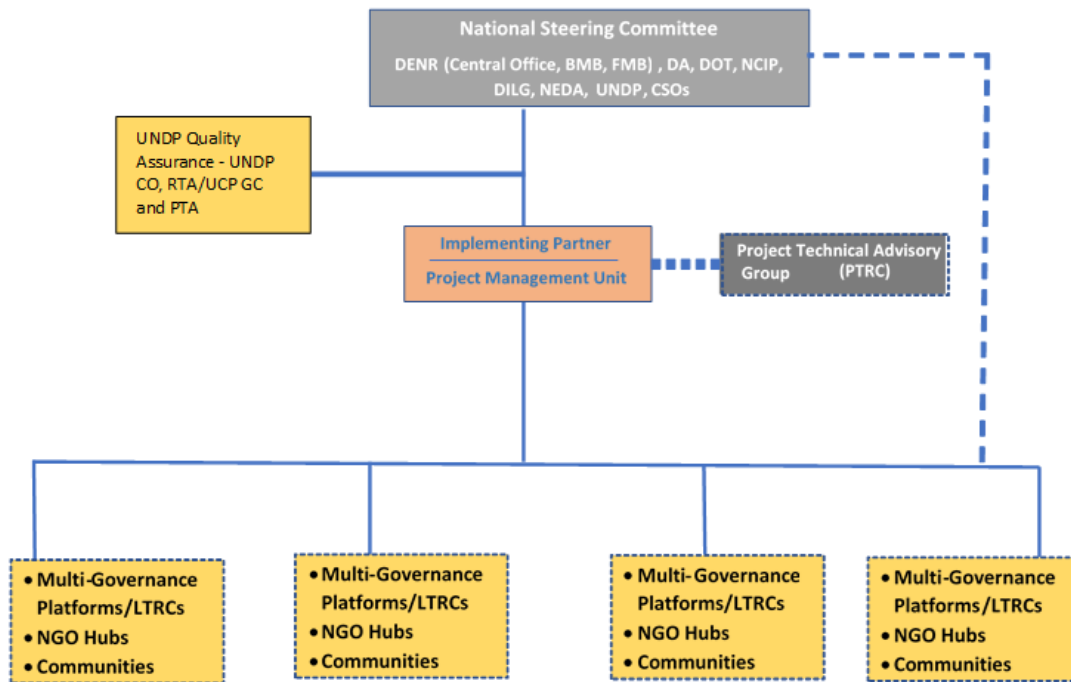 National Steering Committee
DENR (Central Office, BMB, FMB) , DA, DOT, NCIP,
DILG, NEDA, UNDP, CSOs
UNDP Quality
Assurance - UNDP
CO, RTA/UCP GC
and PTA
Implementing Partner
Project Management Unit
Project Technical Advisory
Group (PTRC)
• Multi-Governance
Platforms/LTRCs
• NGO Hubs
• Communities
• Multi-Governance
Platforms/LTRCs
• NGO Hubs
• Communities
• Multi-Governance
Platforms/LTRCs
• NGO Hubs
• Communities
• Multi-Governance
Platforms/LTRCs
• NGO Hubs
• Communities